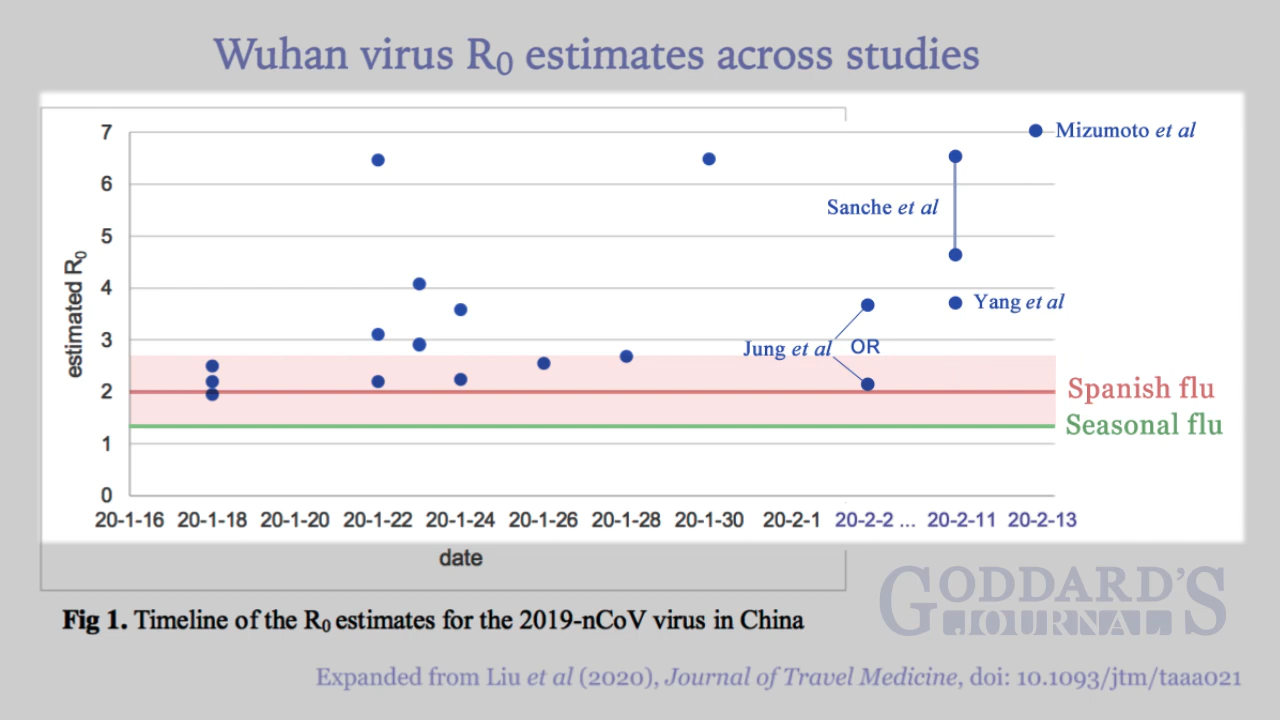 Wuhan virus R0 estimates across studies
7
Mizumoto et al
6
Sanche et al
5
4
Yang et al
3
Jung et al OR
2
Spanish flu
Seasonal flu
1
0
estimated R0
20-1-16 20-1-18 20-1-20 20-1-22 20-1-24 20-1-26 20-1-28 20-1-30 20-2-1 20-2-2 ... 20-2-11 20-2-13
date
GODDARD'S
JOURNAL
Fig 1. Timeline of the R0 estimates for the 2019-nCoV virus in China
Expanded from Liu et al (2020), Journal of Travel Medicine, doi: 10.1093/jtm/taaa021